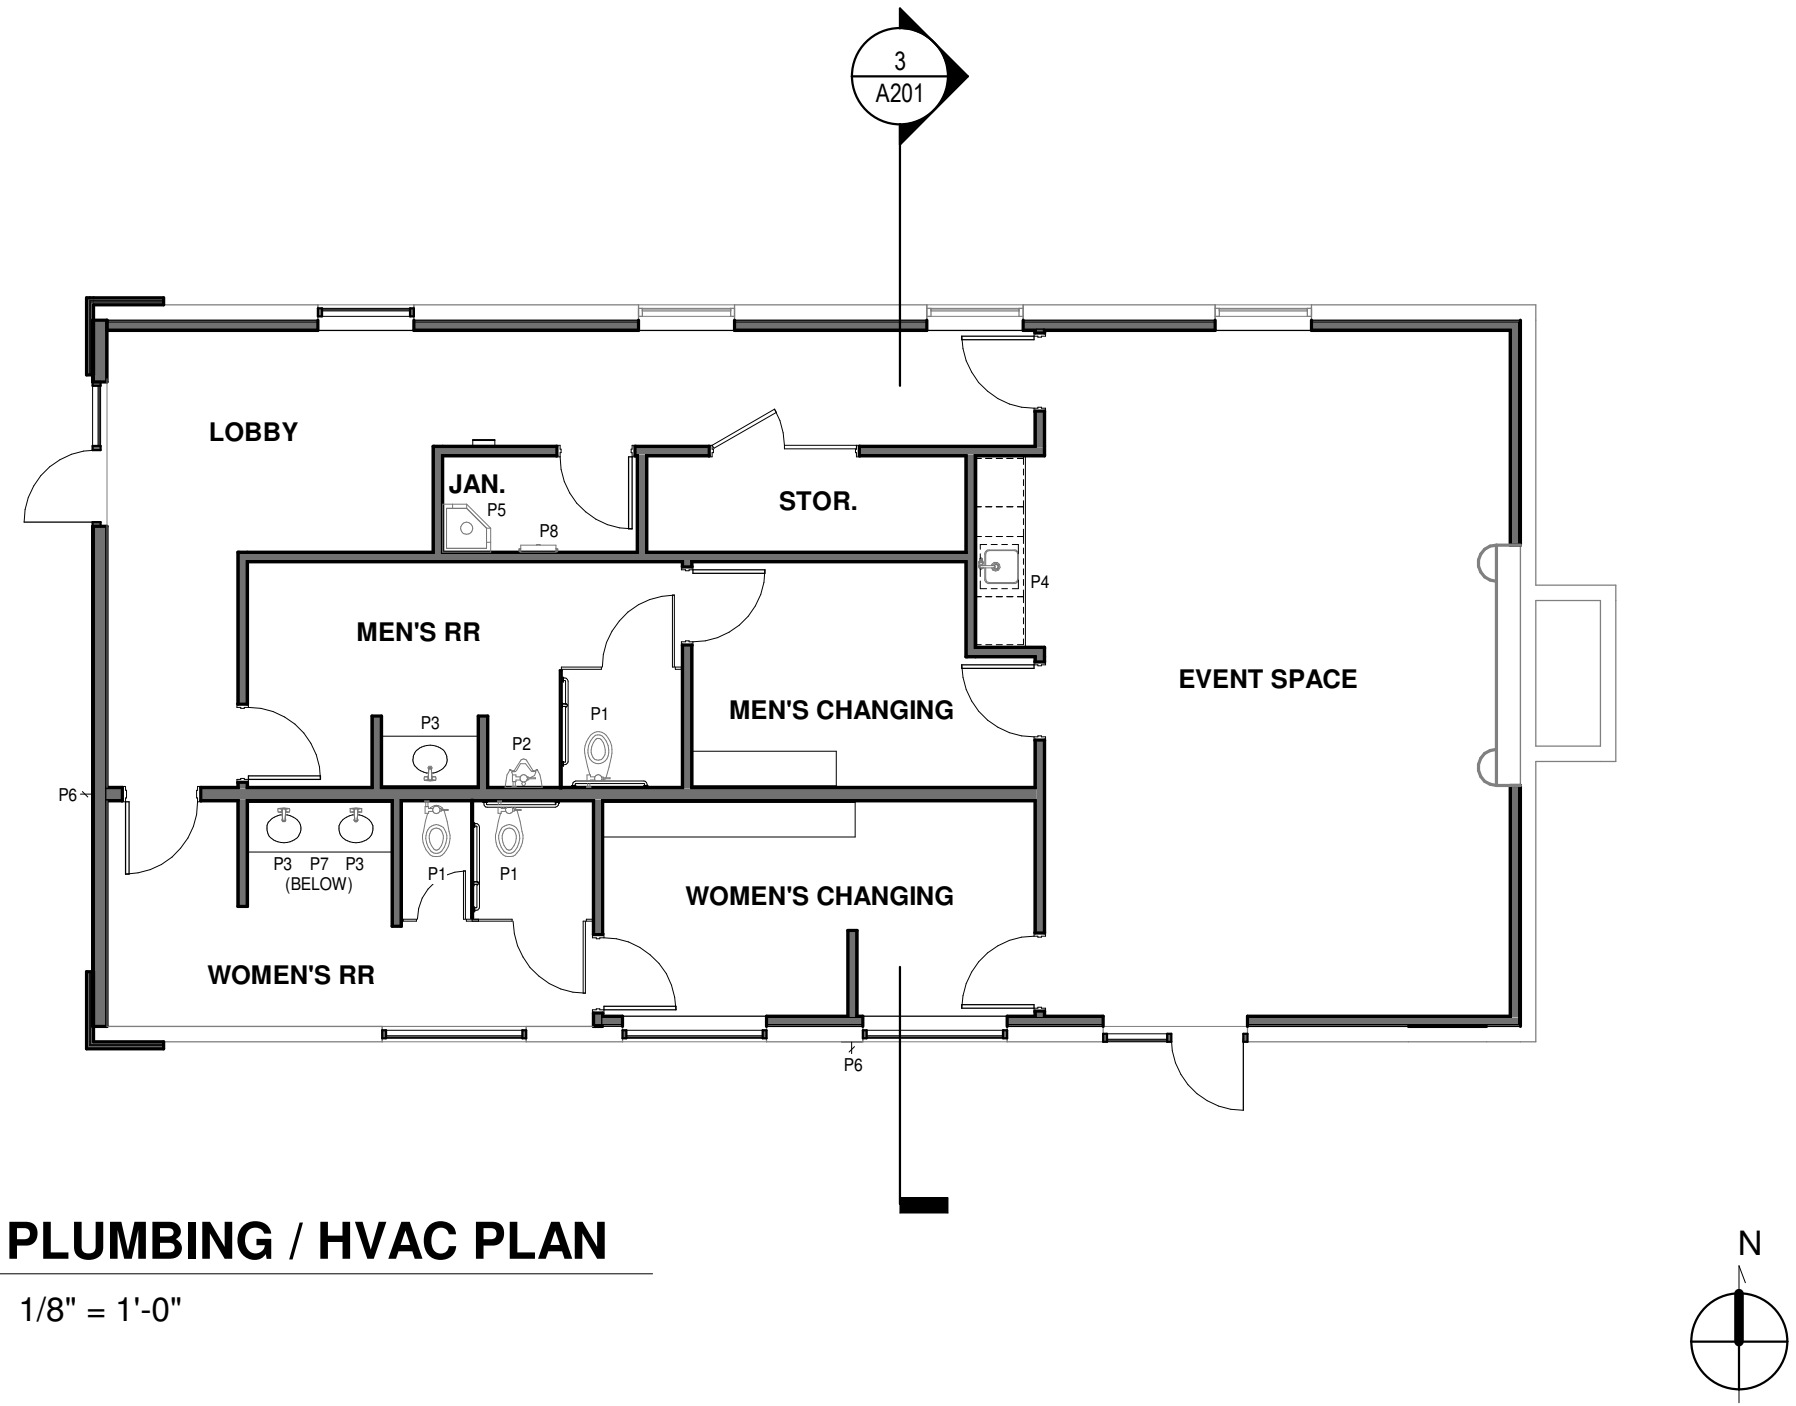 3
A201
LOBBY
JAN.
P5
P8
STOR.
P4
MEN'S RR
EVENT SPACE
MEN'S CHANGING
P3
P1
P2
P6
P3 P7 P3
(BELOW)
P1
P1
WOMEN'S CHANGING
WOMEN'S RR
P6
PLUMBING / HVAC PLAN
1/8" = 1'-0"
N